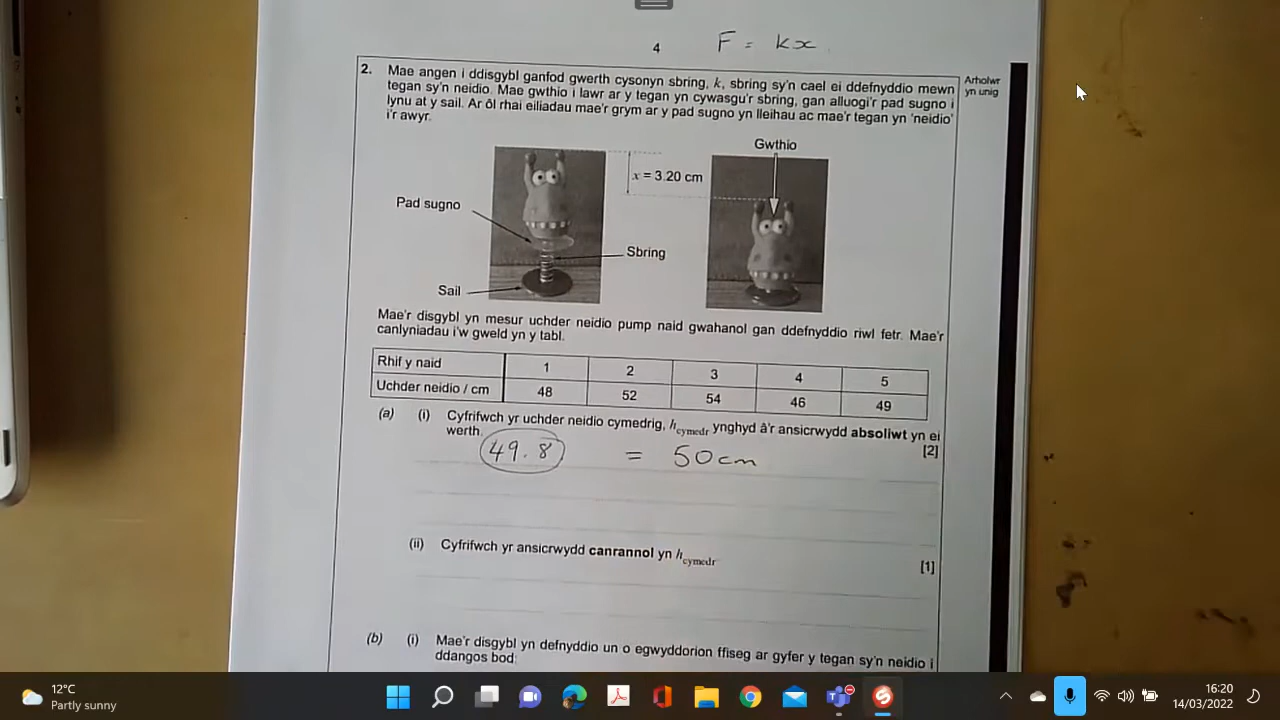 4
F = kx
2. Mae angen i ddisgybl ganfod gwerth cysonyn sbring, k, sbring sy'n cael ei ddefnyddio mewn
tegan sy'n neidio. Mae gwthio i lawr ar y tegan yn cywasgu'r sbring, gan alluogi'r pad sugno i
lynu at y sail. Ar ôl rhai eiliadau mae'r grym ar y pad sugno yn lleihau ac mae'r tegan yn 'neidio'
i'r awyr.
Arholwr
yn unig
Gwthio
x = 3.20 cm
Pad sugno
Sbring
Sail
Mae'r disgybl yn mesur uchder neidio pump naid gwahanol gan ddefnyddio riwl fetr. Mae'r
canlyniadau i'w gweld yn y tabl.
Rhif y naid 1 2 3 4 5
Uchder neidio / cm 48 52 54 46 49
(a) (i) Cyfrifwch yr uchder neidio cymedrig, hcymedr ynghyd â'r ansicrwydd absoliwt yn ei
werth. [2]
49.8 = 50cm
(ii) Cyfrifwch yr ansicrwydd canrannol yn hcymedr
[1]
(b) (i) Mae'r disgybl yn defnyddio un o egwyddorion ffiseg ar gyfer y tegan sy'n neidio i
ddangos bod:
12°C
Partly sunny
16:20
14/03/2022